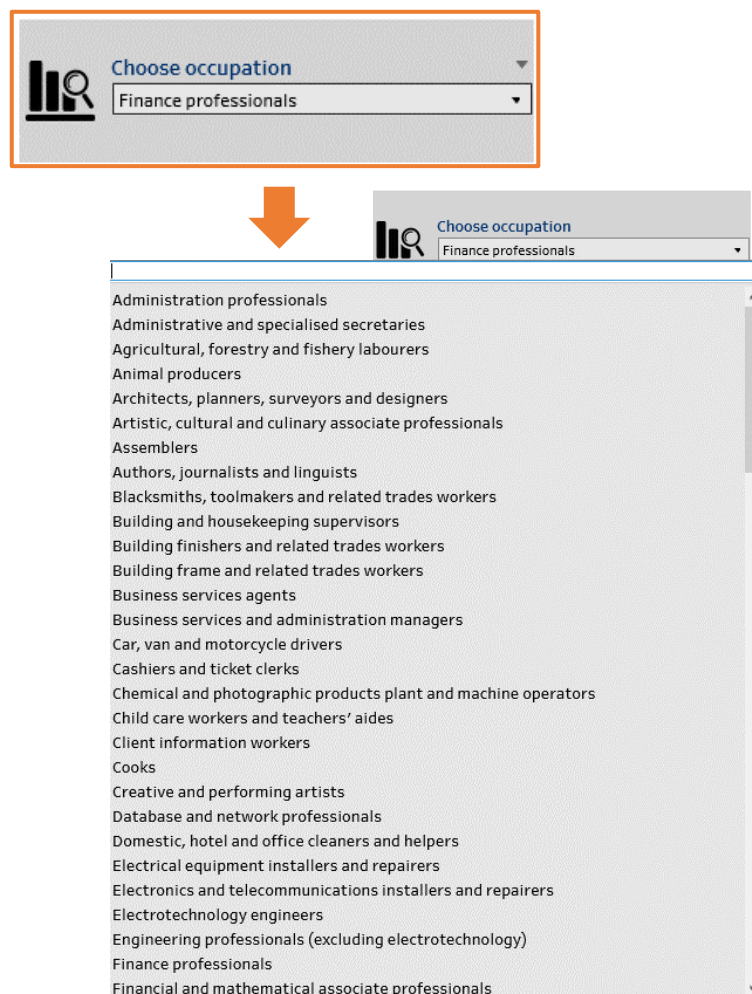 Choose occupation
Finance professionals
Choose occupation
Finance professionals
Administration professionals
Administrative and specialised secretaries
Agricultural, forestry and fishery labourers
Animal producers
Architects, planners, surveyors and designers
Artistic, cultural and culinary associate professionals
Assemblers
Authors, journalists and linguists
Blacksmiths, toolmakers and related trades workers
Building and housekeeping supervisors
Building finishers and related trades workers
Building frame and related trades workers
Business services agents
Business services and administration managers
Car, van and motorcycle drivers
Cashiers and ticket clerks
Chemical and photographic products plant and machine operators
Child care workers and teachers’ aides
Client information workers
Cooks
Creative and performing artists
Database and network professionals
Domestic, hotel and office cleaners and helpers
Electrical equipment installers and repairers
Electronics and telecommunications installers and repairers
Electrotechnology engineers
Engineering professionals (excluding electrotechnology)
Finance professionals
Financial and mathematical associate professionals